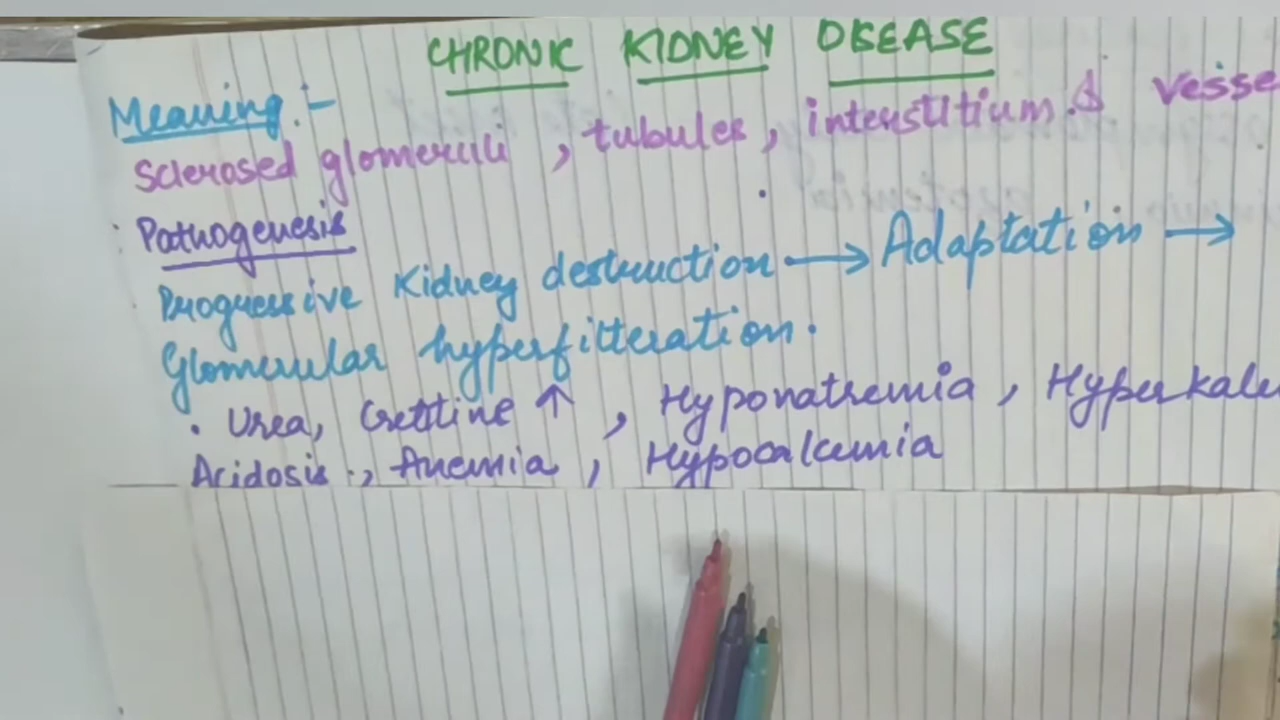 CHRONIC KIDNEY DISEASE
Meaning :-
Sclerosed glomeruli , tubules , interstitium. & Vesse
Pathogenesis
Progressive Kidney destruction → Adaptation →
Glomerular hyperfilteration.
. Urea, ↑ , Hyponatremia , Hyperkale
Acidosis ., Anemia , Hypocalcemia